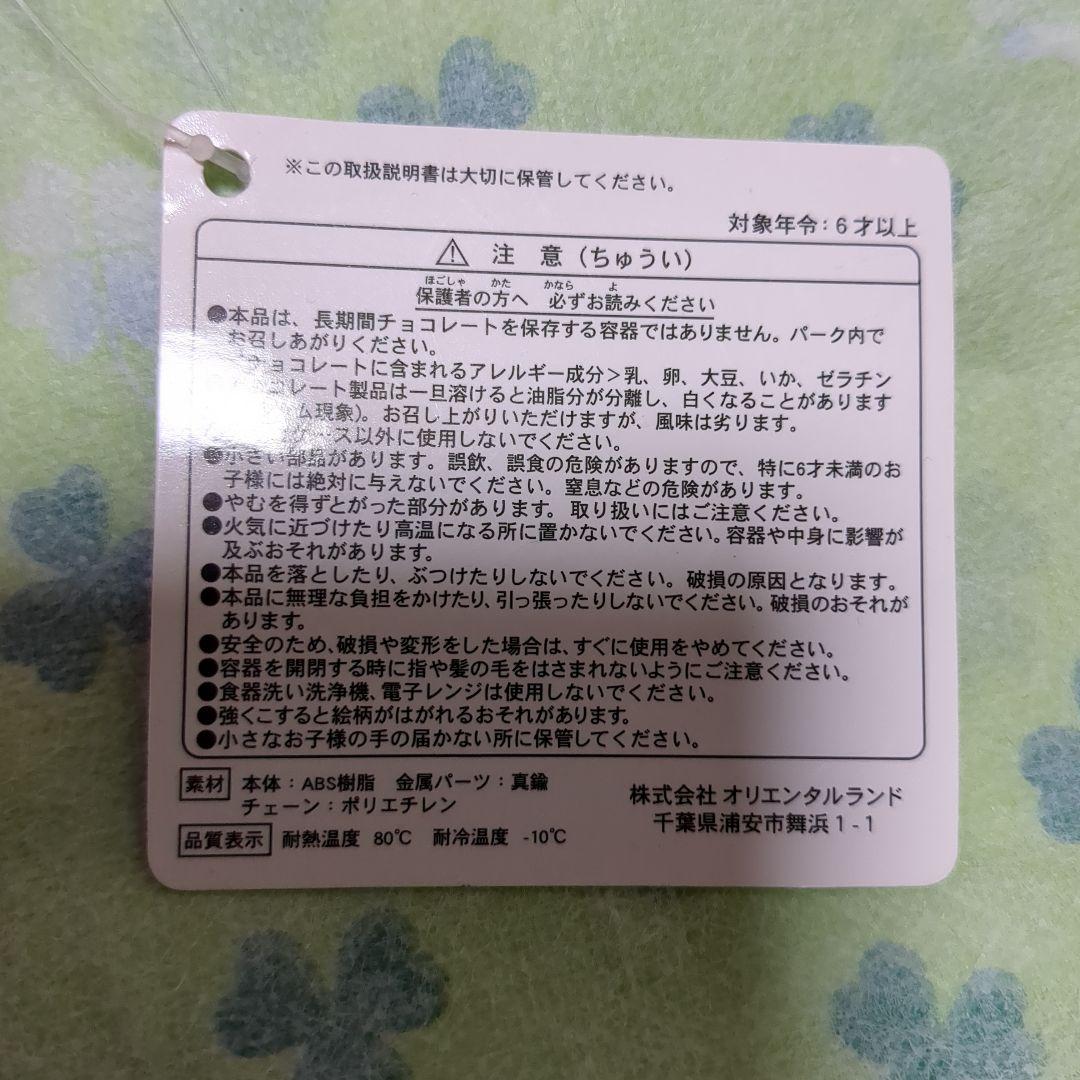 ※この取扱説明書は大切に保管してください。
対象年令:6才以上
⚠ 注 意(ちゅうい)
ほごしゃ かた かなら よ
保護者の方へ 必ずお読みください
●本品は、長期間チョコレートを保存する容器ではありません。パーク内で
お召しあがりください。
チョコレートに含まれるアレルギー成分>乳、卵、大豆、いか、ゼラチン
コレート製品は一旦溶けると油脂分が分離し、白くなることがあります
ム現象)。お召し上がりいただけますが、風味は劣ります。
ース以外に使用しないでください。
●小さい部品があります。誤飲、誤食の危険がありますので、特に6才未満のお
子様には絶対に与えないでください。窒息などの危険があります。
●やむを得ずとがった部分があります。取り扱いにはご注意ください。
●火気に近づけたり高温になる所に置かないでください。容器や中身に影響が
及ぶおそれがあります。
●本品を落としたり、ぶつけたりしないでください。破損の原因となります。
●本品に無理な負担をかけたり、引っ張ったりしないでください。破損のおそれが
あります。
●安全のため、破損や変形をした場合は、すぐに使用をやめてください。
●容器を開閉する時に指や髪の毛をはさまれないようにご注意ください。
●食器洗い洗浄機、電子レンジは使用しないでください。
●強くこすると絵柄がはがれるおそれがあります。
●小さなお子様の手の届かない所に保管してください。
素材 本体:ABS樹脂 金属パーツ:真鍮
チェーン:ポリエチレン
品質表示 耐熱温度 80℃ 耐冷温度 -10℃
株式会社 オリエンタルランド
千葉県浦安市舞浜1-1